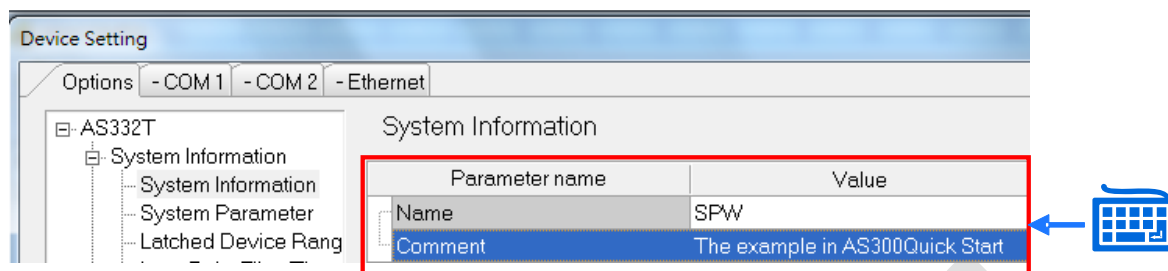 Device Setting
Options - COM 1 - COM 2 - Ethernet
AS332T
System Information
System Information
System Parameter
Latched Device Rang
System Information
Parameter name Value
Name SPW
Comment The example in AS300Quick Start